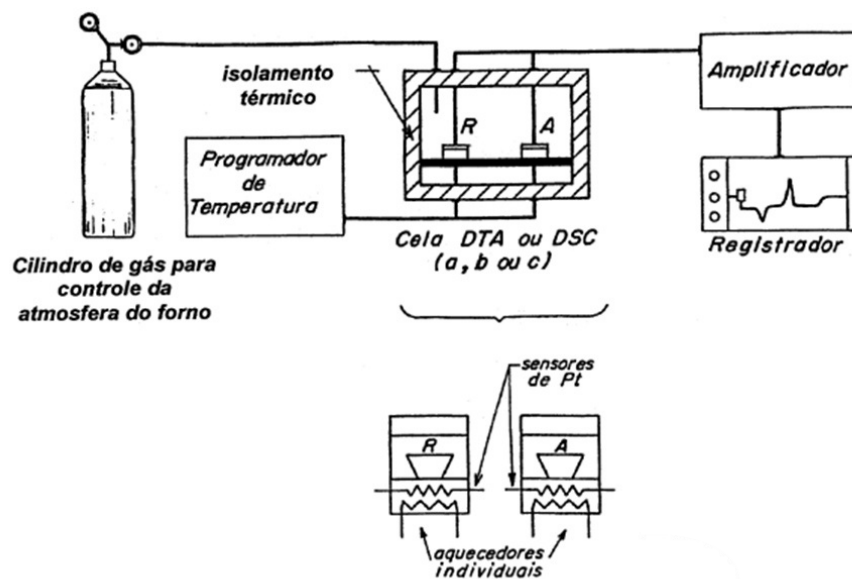 isolamento
térmico
R
A
Amplificador
Programador
de
Temperatura
Cela DTA ou DSC
(a, b ou c)
Registrador
Cilindro de gás para
controle da
atmosfera do forno
sensores
de Pt
R
A
aquecedores
individuais